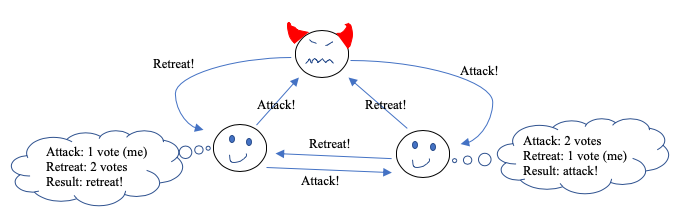 Retreat!
Attack!
Attack!
Retreat!
Retreat!
Attack!
Attack: 1 vote (me)
Retreat: 2 votes
Result: retreat!
Attack: 2 votes
Retreat: 1 vote (me)
Result: attack!